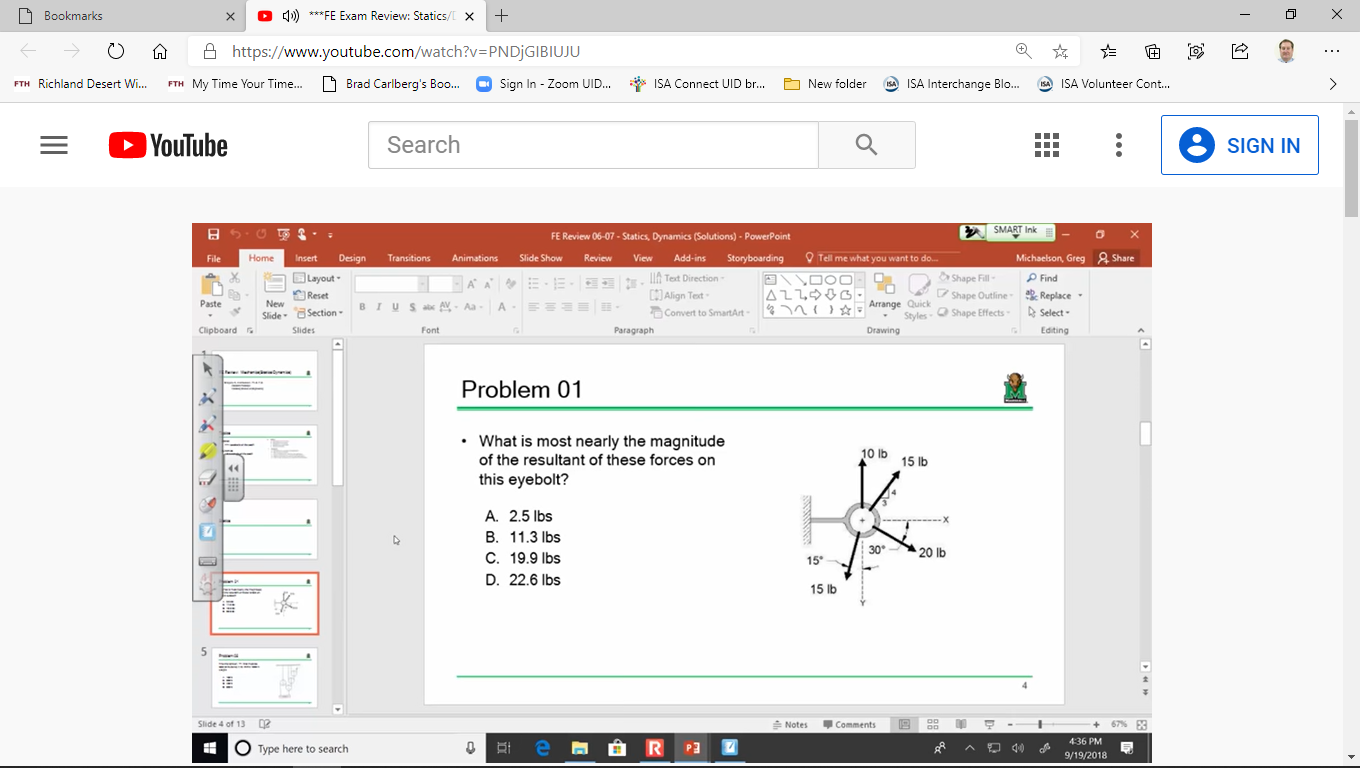 Bookmarks
***FE Exam Review: Statics/
https://www.youtube.com/watch?v=PNDjGIBIUJU
FTH Richland Desert Wi...
FTH My Time Your Time...
Brad Carlberg's Boo...
Sign In - Zoom UID...
ISA Connect UID br...
New folder
ISA Interchange Blo...
ISA Volunteer Cont...
YouTube
Search
SIGN IN
FE Review 06-07 - Statics, Dynamics (Solutions) - PowerPoint
SMART Ink
File Home Insert Design Transitions Animations Slide Show Review View Add-ins Storyboarding Tell me what you want to do...
Michaelson, Greg
Share
Paste
Clipboard
New
Slide
Layout
Reset
Section
Slides
B I U S abc AV Aa A
Font
Text Direction
Align Text
Convert to SmartArt
Paragraph
Arrange
Quick
Styles
Shape Fill
Shape Outline
Shape Effects
Drawing
Find
Replace
Select
Editing
Problem 01
• What is most nearly the magnitude
of the resultant of these forces on
this eyebolt?
A. 2.5 lbs
B. 11.3 lbs
C. 19.9 lbs
D. 22.6 lbs
10 lb
15 lb
4
3
X
30°
20 lb
15°
15 lb
Y
4
5
Slide 4 of 13
Notes
Comments
67%
Type here to search
4:36 PM
9/19/2018